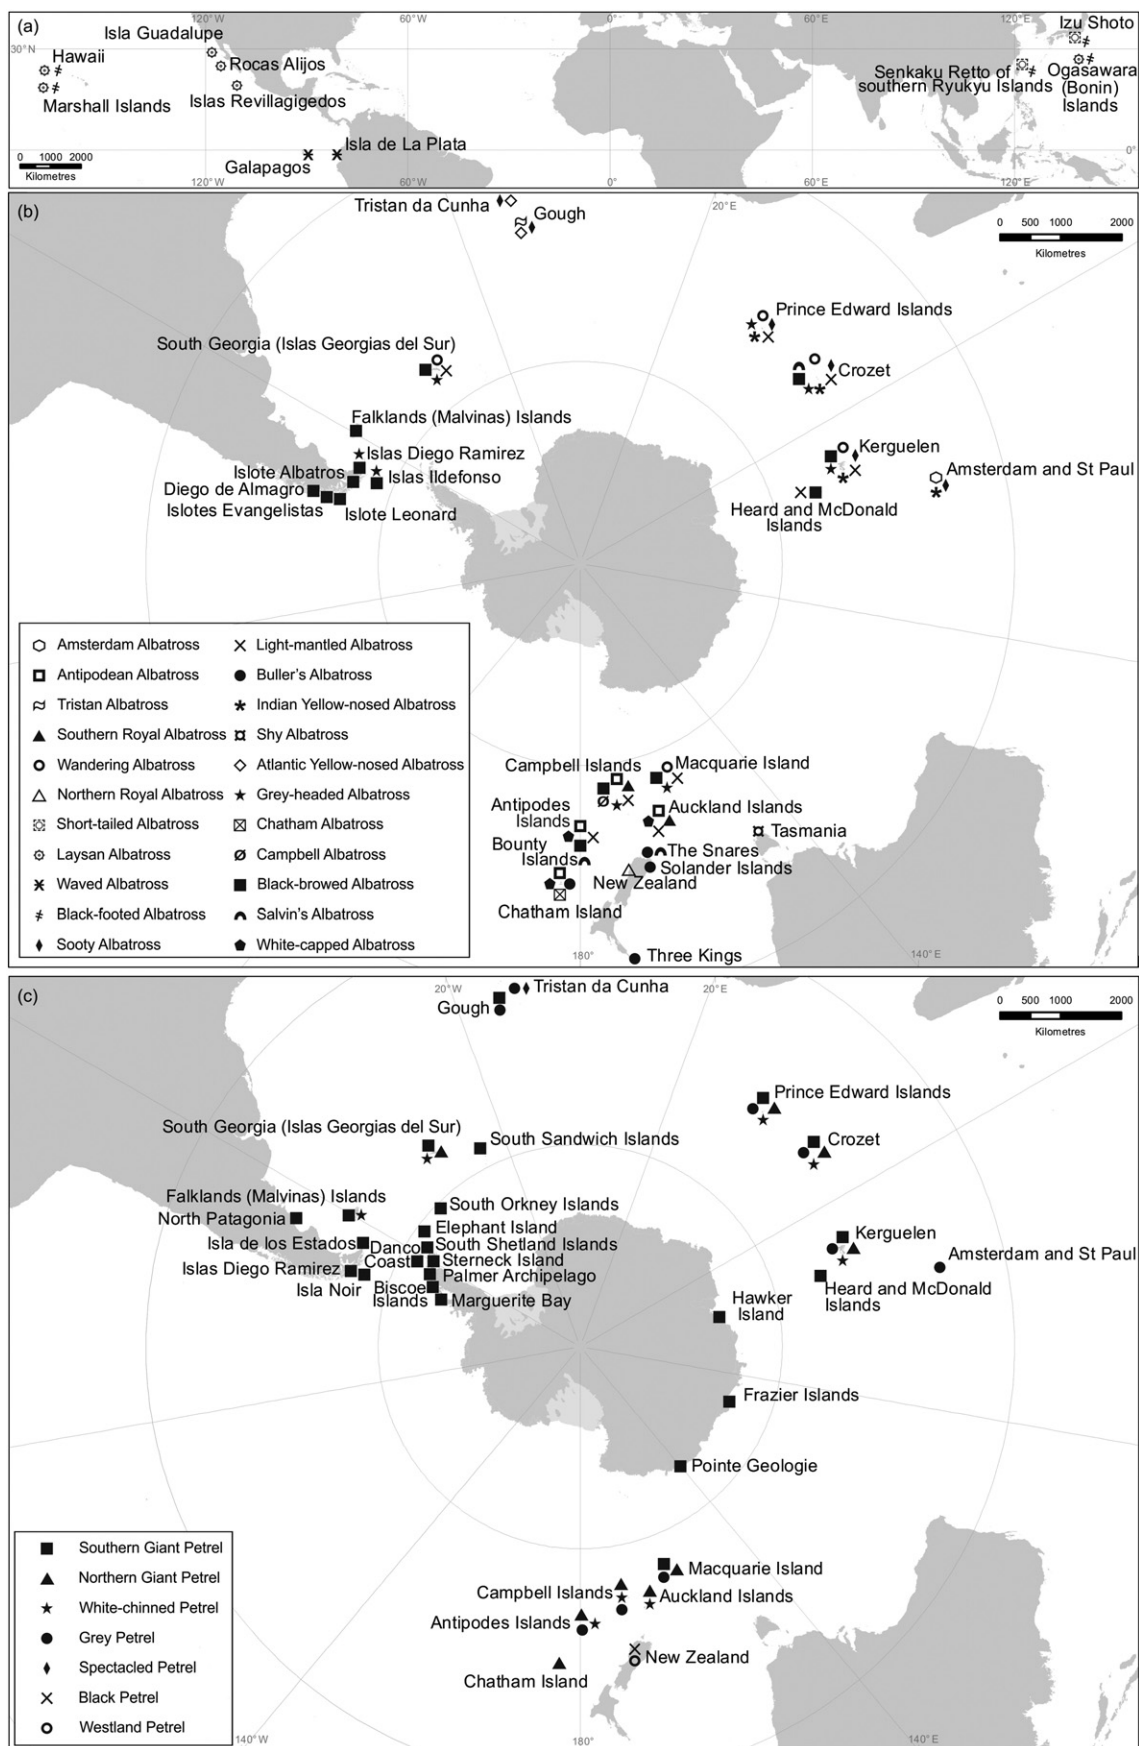 (a)
120°W
60°W
0°
60°E
120°E
Izu Shoto
Isla Guadalupe
30°N
Hawaii
Rocas Alijos
Senkaku Retto of
southern Ryukyu Islands
Ogasawara
(Bonin)
Islands
Marshall Islands
Islas Revillagigedos
Isla de La Plata
Galapagos
0 1000 2000
Kilometres
0°
120°W
60°W
0°
60°E
120°E
(b)
Tristan da Cunha
Gough
20°E
0 500 1000 2000
Kilometres
Prince Edward Islands
South Georgia (Islas Georgias del Sur)
Crozet
Falklands (Malvinas) Islands
Islas Diego Ramirez
Kerguelen
Islote Albatros
Islas Ildefonso
Amsterdam and St Paul
Diego de Almagro
Islotes Evangelistas
Islote Leonard
Heard and McDonald
Islands
Amsterdam Albatross
Antipodean Albatross
Tristan Albatross
Southern Royal Albatross
Wandering Albatross
Northern Royal Albatross
Short-tailed Albatross
Laysan Albatross
Waved Albatross
Black-footed Albatross
Sooty Albatross
Light-mantled Albatross
Buller's Albatross
Indian Yellow-nosed Albatross
Shy Albatross
Atlantic Yellow-nosed Albatross
Grey-headed Albatross
Chatham Albatross
Campbell Albatross
Black-browed Albatross
Salvin's Albatross
White-capped Albatross
Campbell Islands
Macquarie Island
Antipodes
Islands
Auckland Islands
Tasmania
Bounty
Islands
The Snares
Solander Islands
New Zealand
Chatham Island
Three Kings
180°
140°E
(c)
20°W
Tristan da Cunha
20°E
Gough
0 500 1000 2000
Kilometres
Prince Edward Islands
South Georgia (Islas Georgias del Sur)
South Sandwich Islands
Crozet
Falklands (Malvinas) Islands
South Orkney Islands
North Patagonia
Elephant Island
Kerguelen
Isla de los Estados
Danco
Coast
South Shetland Islands
Sterneck Island
Amsterdam and St Paul
Islas Diego Ramirez
Palmer Archipelago
Isla Noir
Biscoe
Islands
Marguerite Bay
Heard and McDonald
Islands
Hawker
Island
Frazier Islands
Pointe Geologie
Southern Giant Petrel
Northern Giant Petrel
White-chinned Petrel
Grey Petrel
Spectacled Petrel
Black Petrel
Westland Petrel
Macquarie Island
Campbell Islands
Auckland Islands
Antipodes Islands
New Zealand
Chatham Island
140°W
180°
140°E